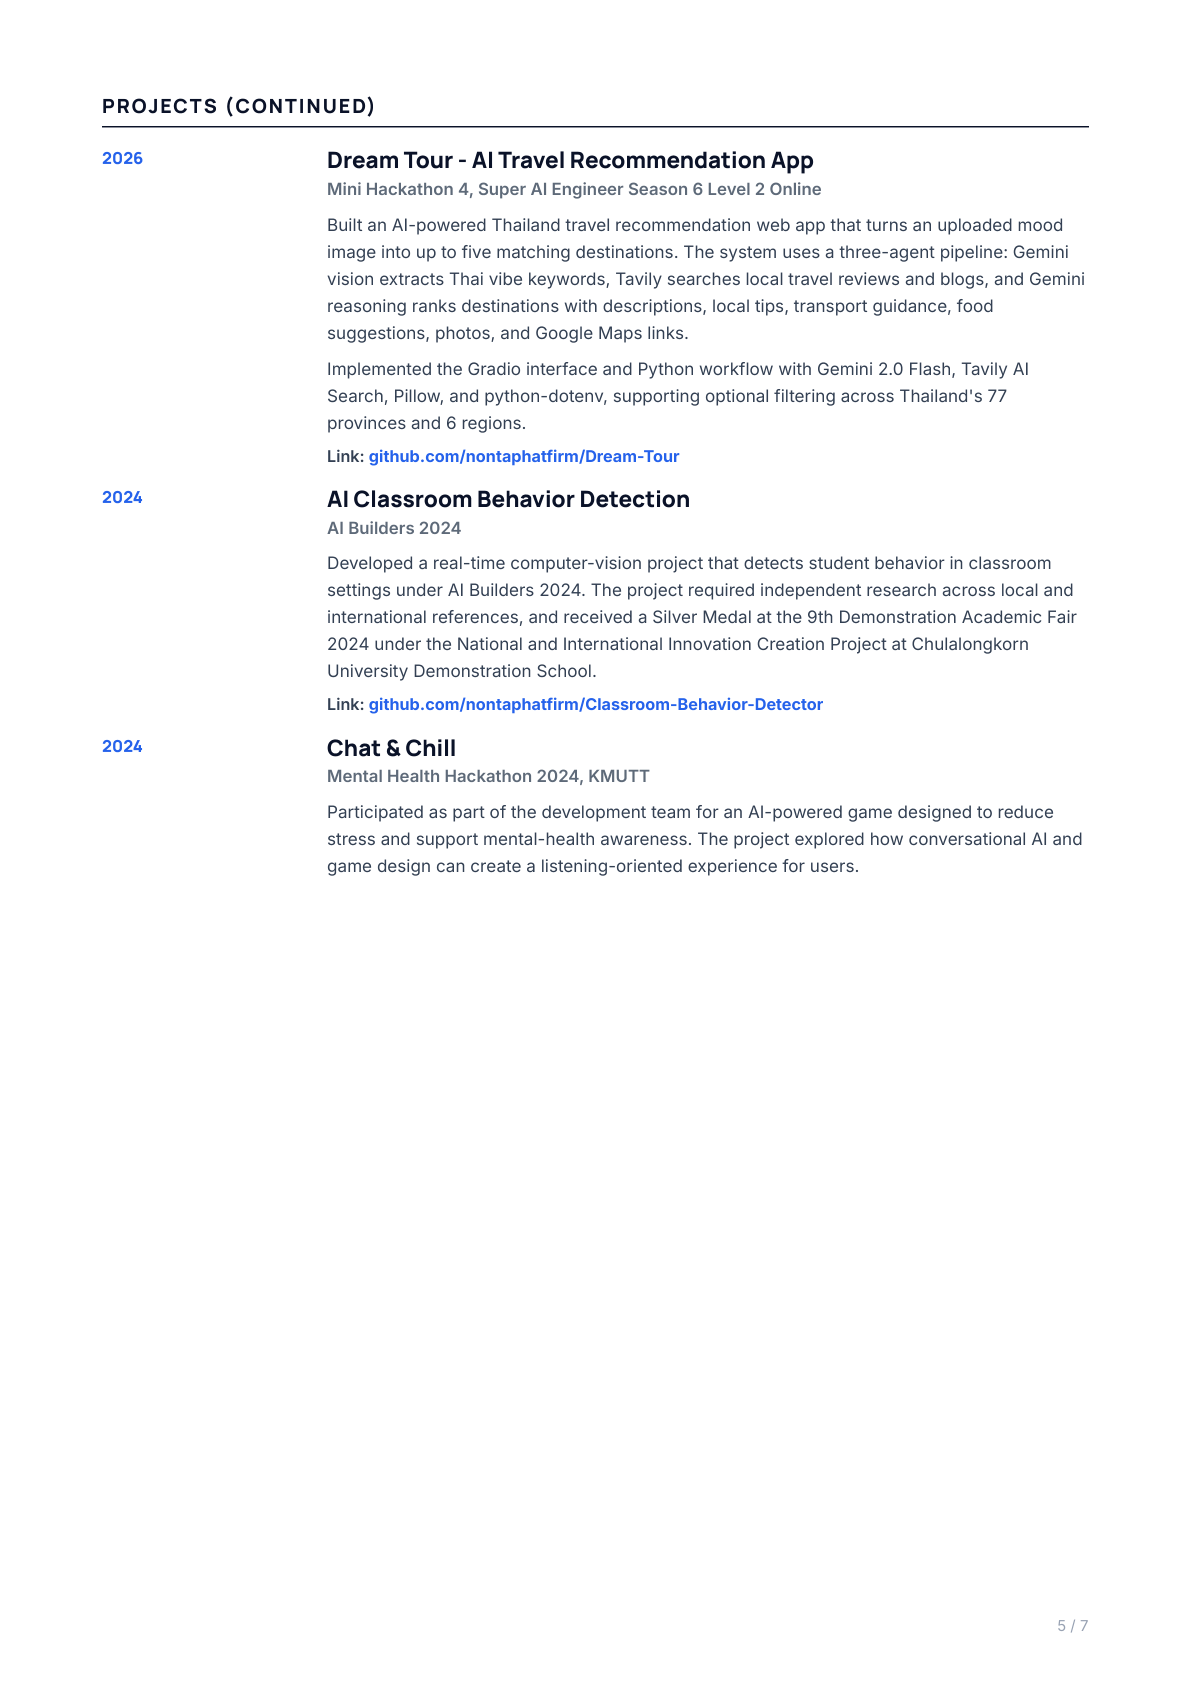 PROJECTS (CONTINUED)
2026
Dream Tour - AI Travel Recommendation App
Mini Hackathon 4, Super AI Engineer Season 6 Level 2 Online
Built an AI-powered Thailand travel recommendation web app that turns an uploaded mood
image into up to five matching destinations. The system uses a three-agent pipeline: Gemini
vision extracts Thai vibe keywords, Tavily searches local travel reviews and blogs, and Gemini
reasoning ranks destinations with descriptions, local tips, transport guidance, food
suggestions, photos, and Google Maps links.
Implemented the Gradio interface and Python workflow with Gemini 2.0 Flash, Tavily AI
Search, Pillow, and python-dotenv, supporting optional filtering across Thailand's 77
provinces and 6 regions.
Link: github.com/nontaphatfirm/Dream-Tour
2024
AI Classroom Behavior Detection
AI Builders 2024
Developed a real-time computer-vision project that detects student behavior in classroom
settings under AI Builders 2024. The project required independent research across local and
international references, and received a Silver Medal at the 9th Demonstration Academic Fair
2024 under the National and International Innovation Creation Project at Chulalongkorn
University Demonstration School.
Link: github.com/nontaphatfirm/Classroom-Behavior-Detector
2024
Chat & Chill
Mental Health Hackathon 2024, KMUTT
Participated as part of the development team for an AI-powered game designed to reduce
stress and support mental-health awareness. The project explored how conversational AI and
game design can create a listening-oriented experience for users.
5 / 7